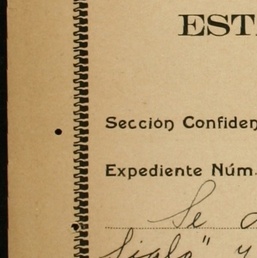 EST
Sección Confiden
Expediente Núm.
Se
Siglo" y